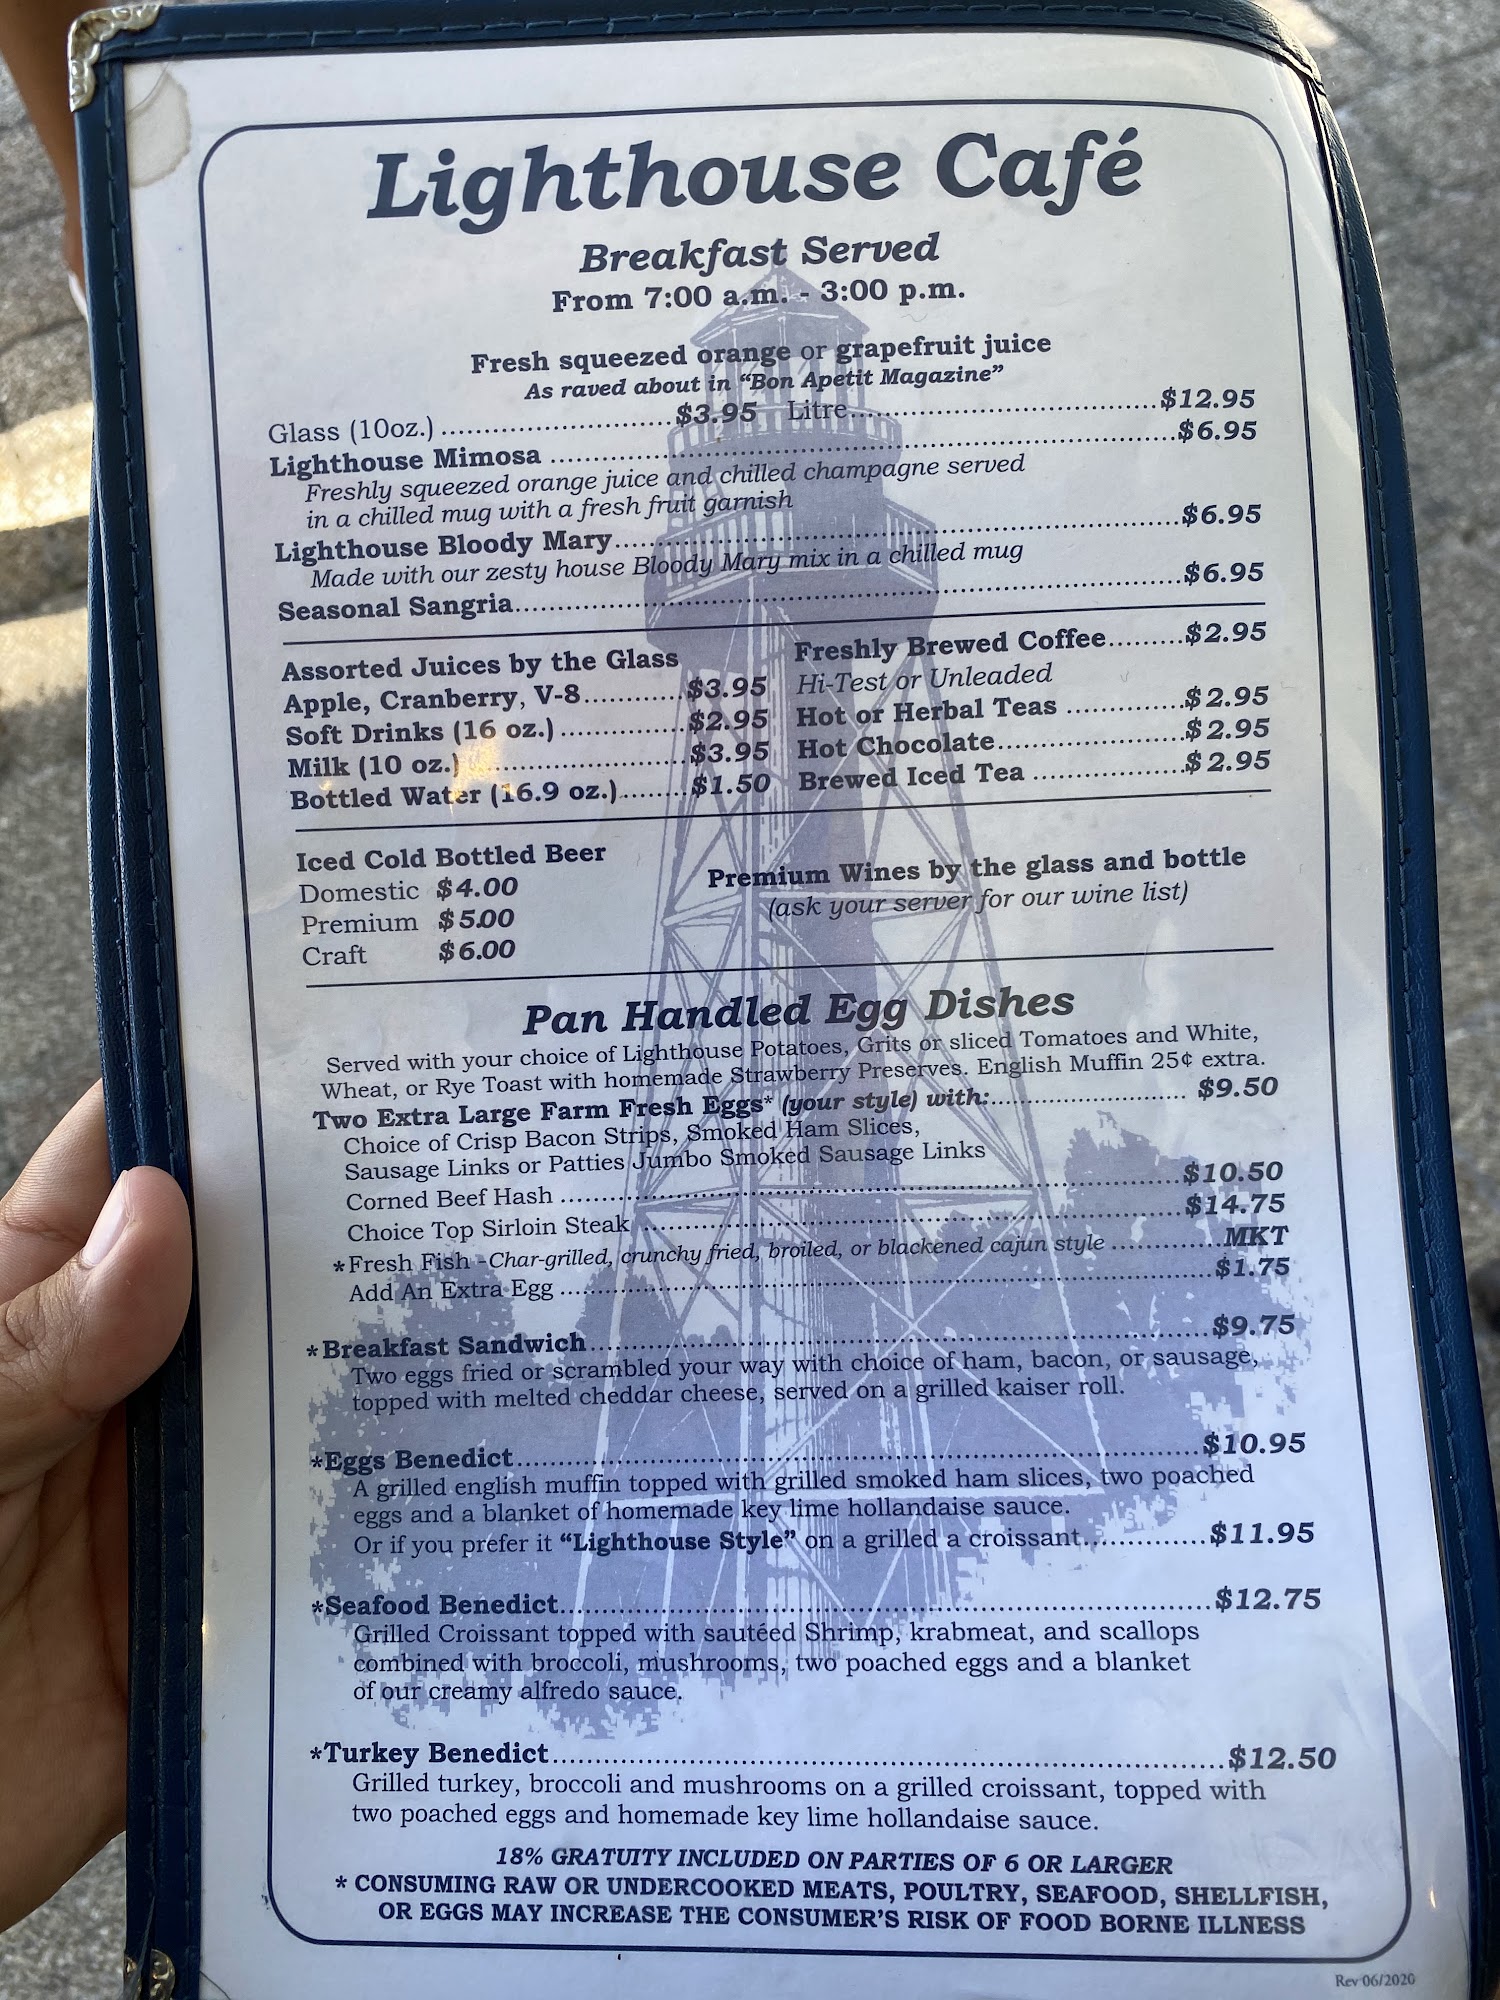 Lighthouse Café
Breakfast Served
From 7:00 a.m. - 3:00 p.m.
Fresh squeezed orange or grapefruit juice
As raved about in “Bon Apetit Magazine”
Glass (10oz.) ........................ $3.95 Litre................................ $12.95
Lighthouse Mimosa ................................ $6.95
Freshly squeezed orange juice and chilled champagne served
in a chilled mug with a fresh fruit garnish
Lighthouse Bloody Mary................................ $6.95
Made with our zesty house Bloody Mary mix in a chilled mug
Seasonal Sangria................................ $6.95
Assorted Juices by the Glass
Apple, Cranberry, V-8........... $3.95
Soft Drinks (16 oz.) .............. $2.95
Milk (10 oz.) ...................... $3.95
Bottled Water (16.9 oz.)........ $1.50
Freshly Brewed Coffee......... $2.95
Hi-Test or Unleaded
Hot or Herbal Teas ............. $2.95
Hot Chocolate..................... $2.95
Brewed Iced Tea ................. $2.95
Iced Cold Bottled Beer
Domestic $4.00
Premium $5.00
Craft $6.00
Premium Wines by the glass and bottle
(ask your server for our wine list)
Pan Handled Egg Dishes
Served with your choice of Lighthouse Potatoes, Grits or sliced Tomatoes and White,
Wheat, or Rye Toast with homemade Strawberry Preserves. English Muffin 25¢ extra.
Two Extra Large Farm Fresh Eggs* (your style) with:........................ $9.50
Choice of Crisp Bacon Strips, Smoked Ham Slices,
Sausage Links or Patties Jumbo Smoked Sausage Links
Corned Beef Hash ................................ $10.50
Choice Top Sirloin Steak ................................ $14.75
*Fresh Fish -Char-grilled, crunchy fried, broiled, or blackened cajun style ............. MKT
Add An Extra Egg ................................ $1.75
*Breakfast Sandwich................................ $9.75
Two eggs fried or scrambled your way with choice of ham, bacon, or sausage,
topped with melted cheddar cheese, served on a grilled kaiser roll.
*Eggs Benedict................................ $10.95
A grilled english muffin topped with grilled smoked ham slices, two poached
eggs and a blanket of homemade key lime hollandaise sauce.
Or if you prefer it “Lighthouse Style” on a grilled a croissant.............. $11.95
*Seafood Benedict................................ $12.75
Grilled Croissant topped with sautéed Shrimp, krabmeat, and scallops
combined with broccoli, mushrooms, two poached eggs and a blanket
of our creamy alfredo sauce.
*Turkey Benedict................................ $12.50
Grilled turkey, broccoli and mushrooms on a grilled croissant, topped with
two poached eggs and homemade key lime hollandaise sauce.
18% GRATUITY INCLUDED ON PARTIES OF 6 OR LARGER
* CONSUMING RAW OR UNDERCOOKED MEATS, POULTRY, SEAFOOD, SHELLFISH,
OR EGGS MAY INCREASE THE CONSUMER’S RISK OF FOOD BORNE ILLNESS
Rev 06/2020